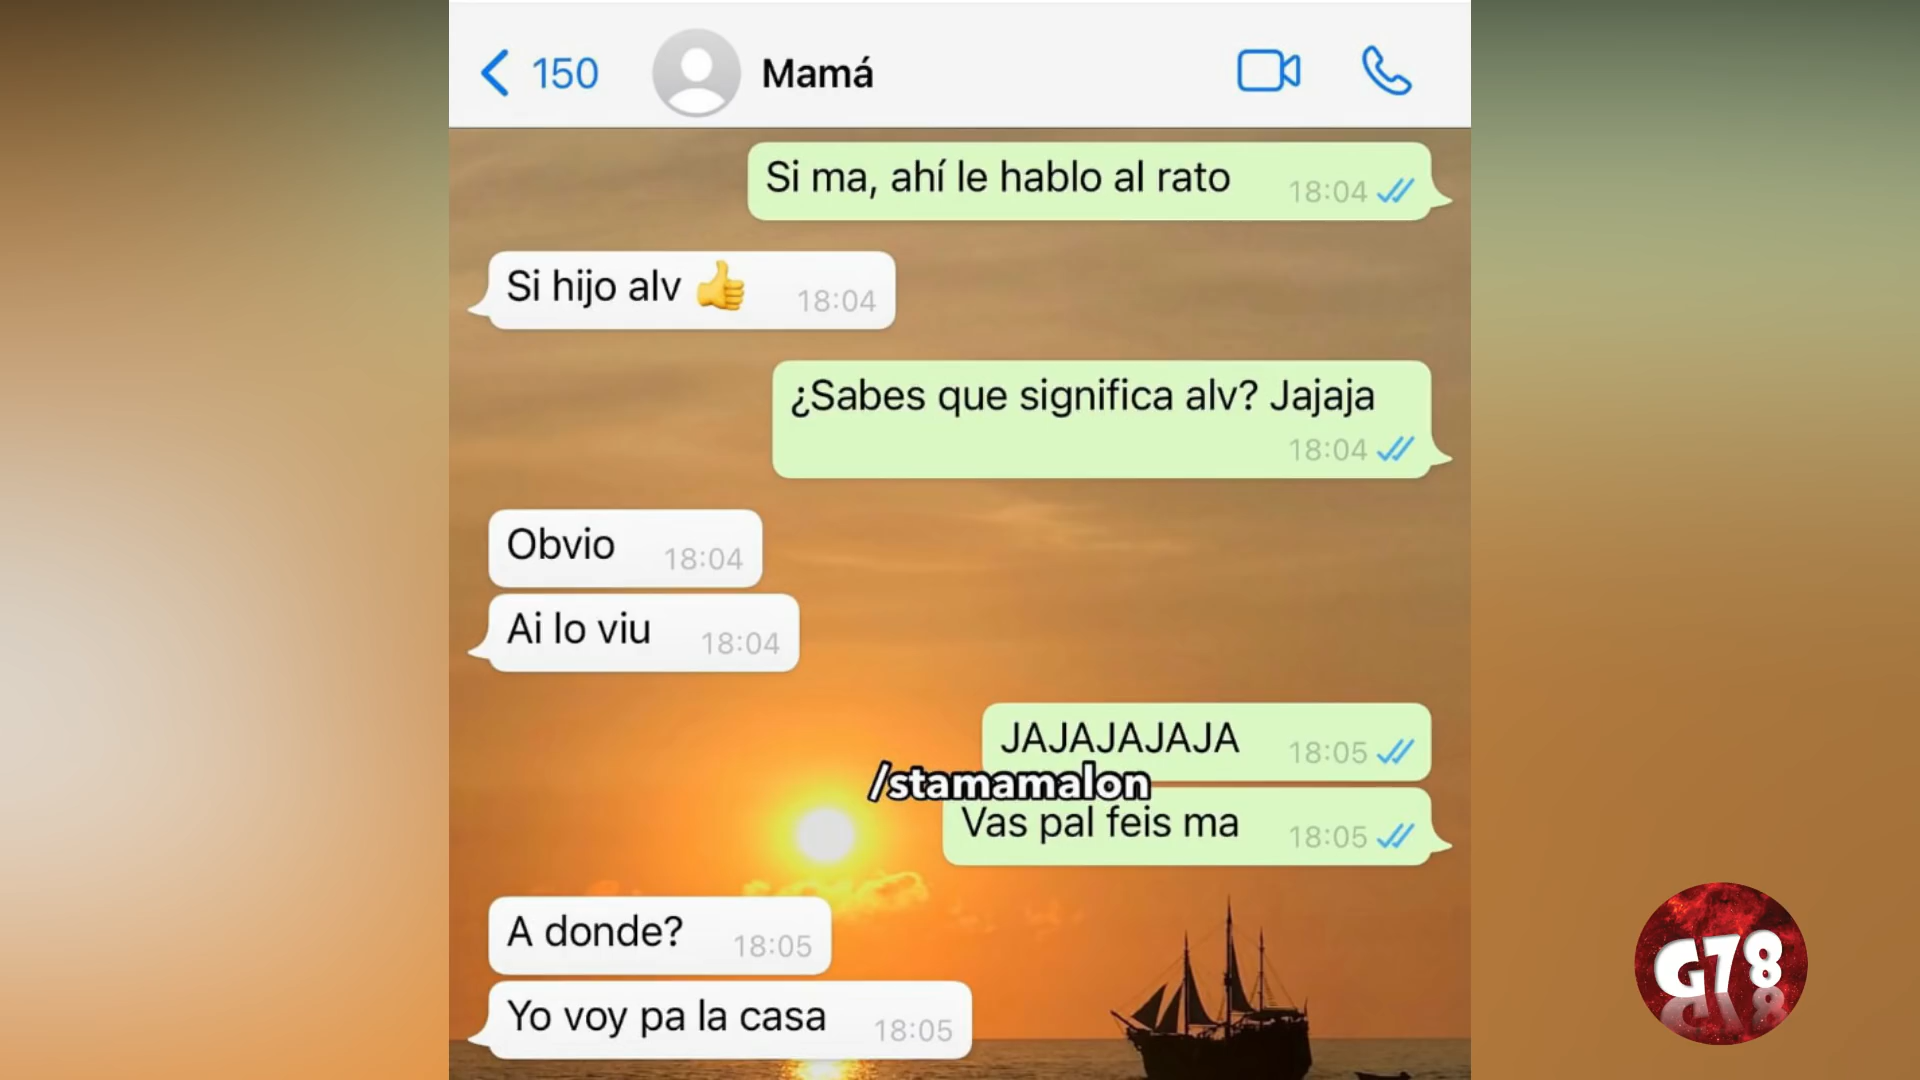 150
Mamá
Si ma, ahí le hablo al rato
18:04
Si hijo alv 👍
18:04
¿Sabes que significa alv? Jajaja
18:04
Obvio
18:04
Ai lo viu
18:04
JAJAJAJAJA
18:05
/stamamalon
Vas pal feis ma
18:05
A donde?
18:05
Yo voy pa la casa
18:05
G78